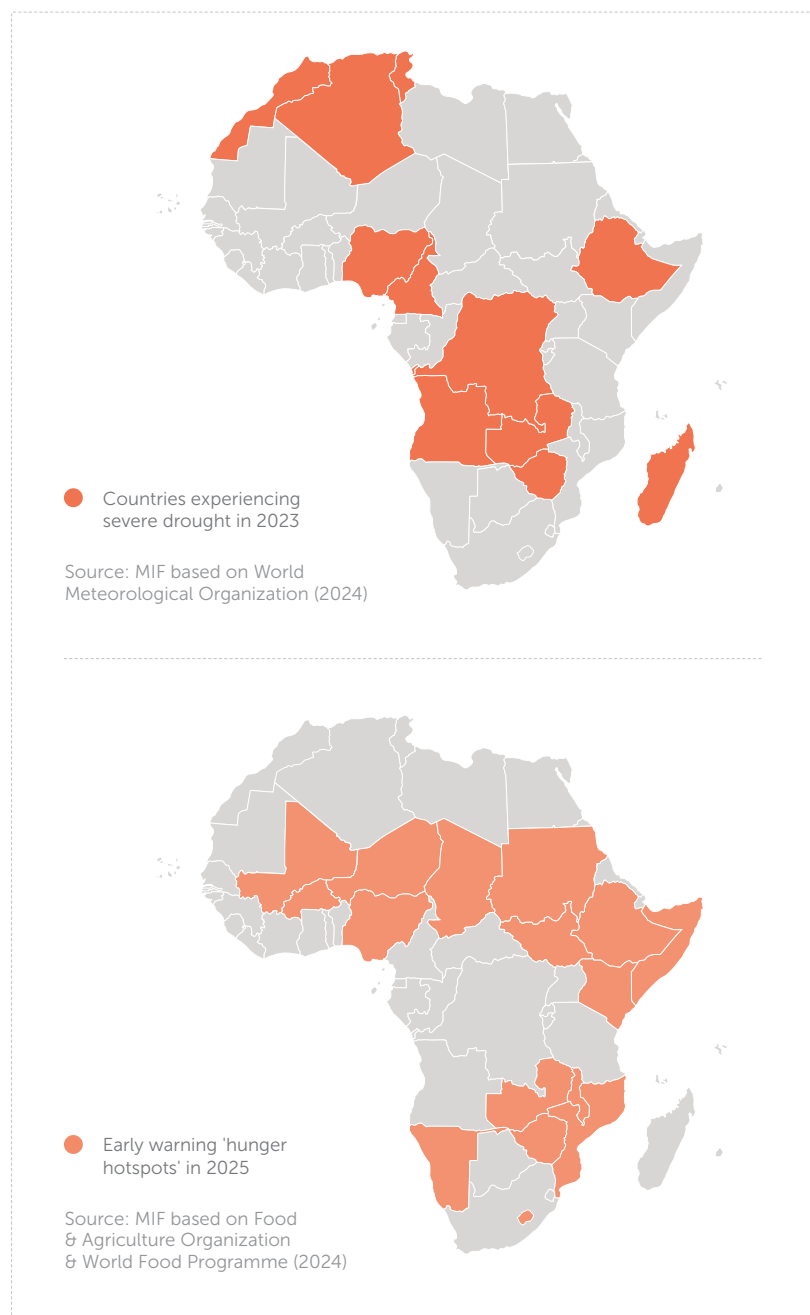 Countries experiencing
severe drought in 2023
Source: MIF based on World
Meteorological Organization (2024)
Early warning 'hunger
hotspots' in 2025
Source: MIF based on Food
& Agriculture Organization
& World Food Programme (2024)